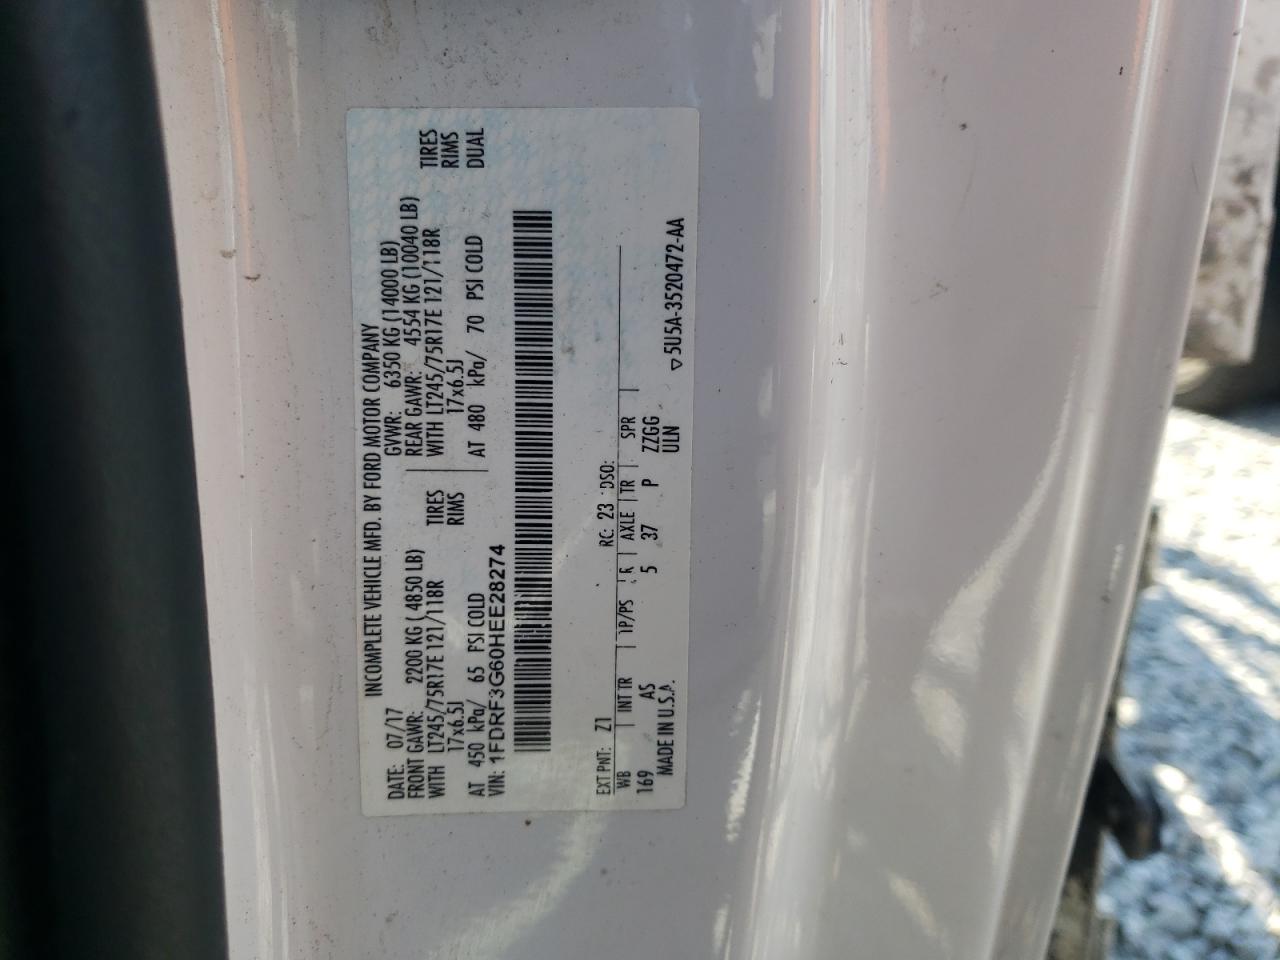 INCOMPLETE VEHICLE MFD. BY FORD MOTOR COMPANY
DATE: 07/17 GVWR: 6350 KG (14000 LB)
FRONT GAWR: 2200 KG (4850 LB) REAR GAWR: 4554 KG (10040 LB)
WITH LT245/75R17E 121/118R TIRES WITH LT245/75R17E 121/118R TIRES
17x6.5J RIMS 17x6.5J RIMS
AT 450 kPa/ 65 PSI COLD AT 480 kPa/ 70 PSI COLD DUAL
VIN: 1FDRF3G60HEE28274
EXT PNT: Z1 RC: 23 DSO:
WB INT TR TP/PS R AXLE TR SPR
169 AS 5 37 P ZZGG
MADE IN U.S.A. ULN
▽5U5A-3520472-AA